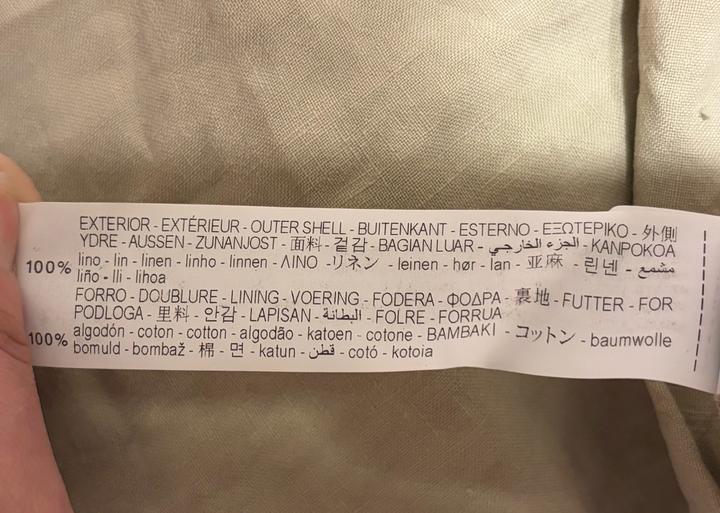 EXTERIOR - EXTÉRIEUR - OUTER SHELL - BUITENKANT - ESTERNO - ΕΞΩΤΕΡΙΚΟ - 外側
YDRE - AUSSEN - ZUNANJOST - 面料 - 겉감 - BAGIAN LUAR - الجزء الخارجي - KANPOKOA
100% lino - lin - linen - linho - linnen - ΛΙΝΟ - リネン - leinen - hør - lan - 亚麻 - 린넨 - مشمع
liño - lli - lihoa
FORRO - DOUBLURE - LINING - VOERING - FODERA - ΦΟΔΡΑ - 裏地 - FUTTER - FOR
PODLOGA - 里料 - 안감 - LAPISAN - البطانة - FOLRE - FORRUA
100% algodón - coton - cotton - algodão - katoen - cotone - ΒΑΜΒΑΚΙ - コットン - baumwolle
bomuld - bombaž - 棉 - 면 - katun - قطن - cotó - kotoia